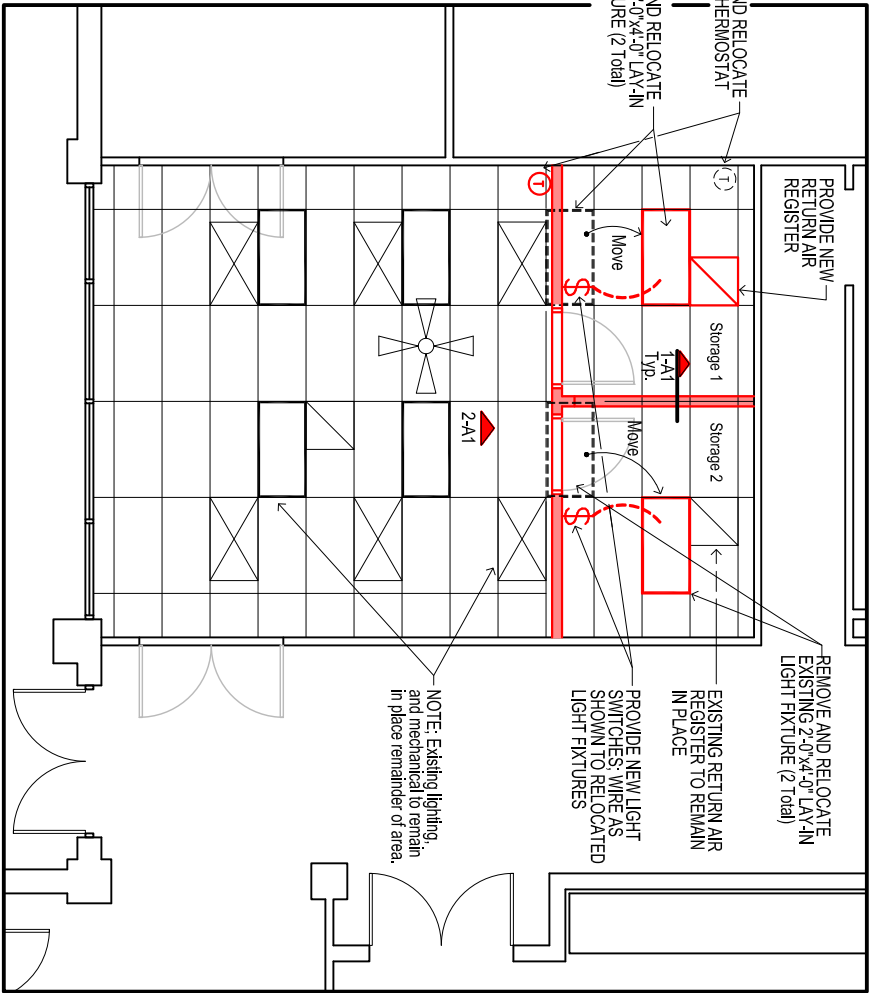 ND RELOCATE
HERMOSTAT
ND RELOCATE
'-0"x4'-0" LAY-IN
URE (2 Total)
PROVIDE NEW
RETURN AIR
REGISTER
T
T
Move
$
Storage 1
1-A1
Typ.
Storage 2
Move
$
2-A1
REMOVE AND RELOCATE
EXISTING 2'-0"x4'-0" LAY-IN
LIGHT FIXTURE (2 Total)
EXISTING RETURN AIR
REGISTER TO REMAIN
IN PLACE
PROVIDE NEW LIGHT
SWITCHES; WIRE AS
SHOWN TO RELOCATED
LIGHT FIXTURES
NOTE; Existing lighting,
and mechanical to remain
in place remainder of area.